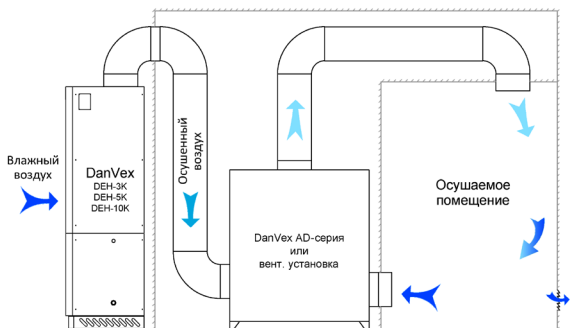 Влажный
воздух
DanVex
DEH-3K
DEH-5K
DEH-10K
Осушенный
воздух
DanVex AD-серия
или
вент. установка
Осушаемое
помещение